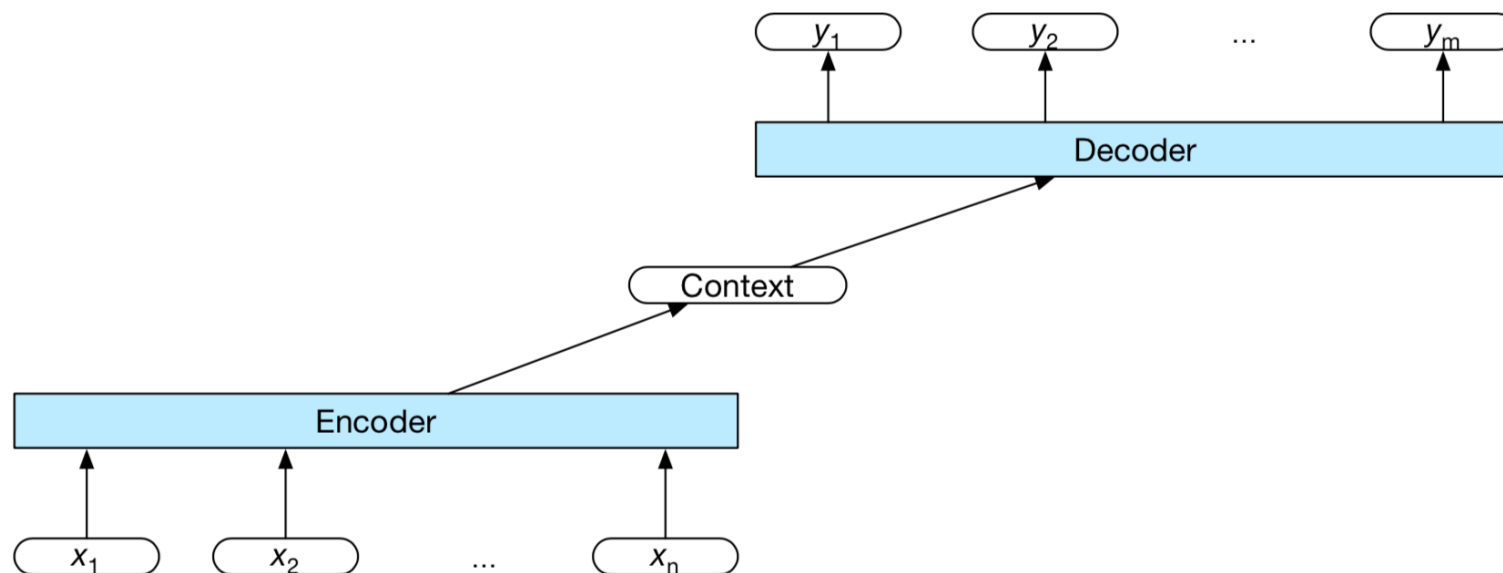 y₁ y₂ ... yₘ
Decoder
Context
Encoder
x₁ x₂ ... xₙ